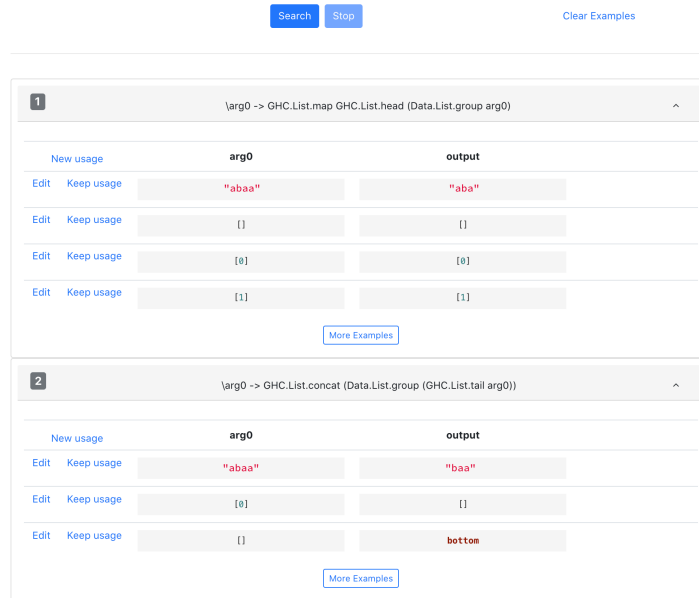 Search Stop Clear Examples
1 \arg0 -> GHC.List.map GHC.List.head (Data.List.group arg0)
New usage arg0 output
Edit Keep usage "abaa" "aba"
Edit Keep usage [] []
Edit Keep usage [0] [0]
Edit Keep usage [1] [1]
More Examples
2 \arg0 -> GHC.List.concat (Data.List.group (GHC.List.tail arg0))
New usage arg0 output
Edit Keep usage "abaa" "baa"
Edit Keep usage [0] []
Edit Keep usage [] bottom
More Examples